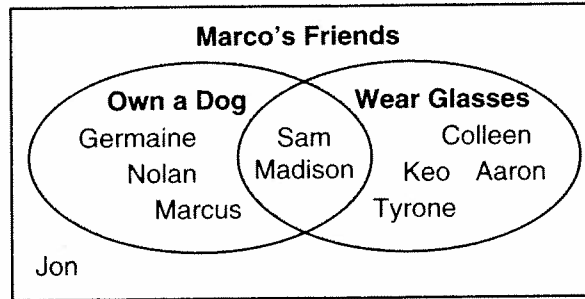 Marco's Friends
Own a Dog
Wear Glasses
Germaine
Nolan
Marcus
Sam
Madison
Colleen
Keo Aaron
Tyrone
Jon